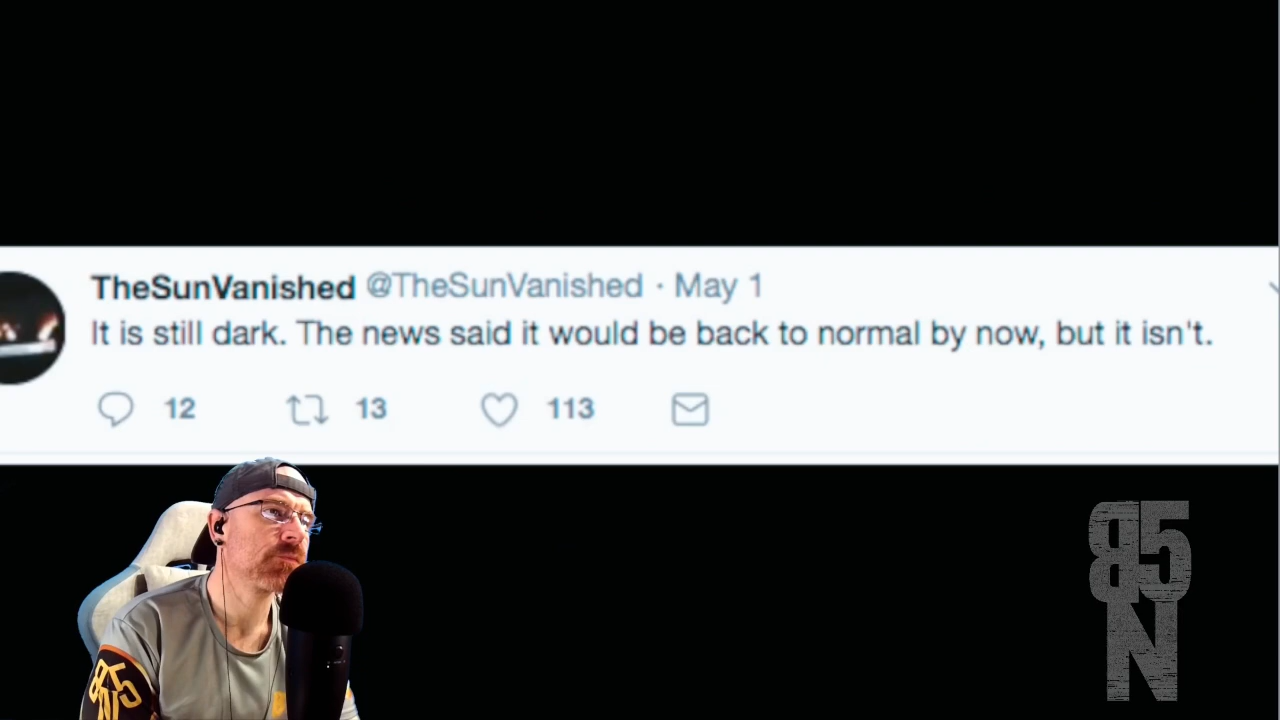 TheSunVanished @TheSunVanished · May 1
It is still dark. The news said it would be back to normal by now, but it isn't.
12 13 113
B5
N